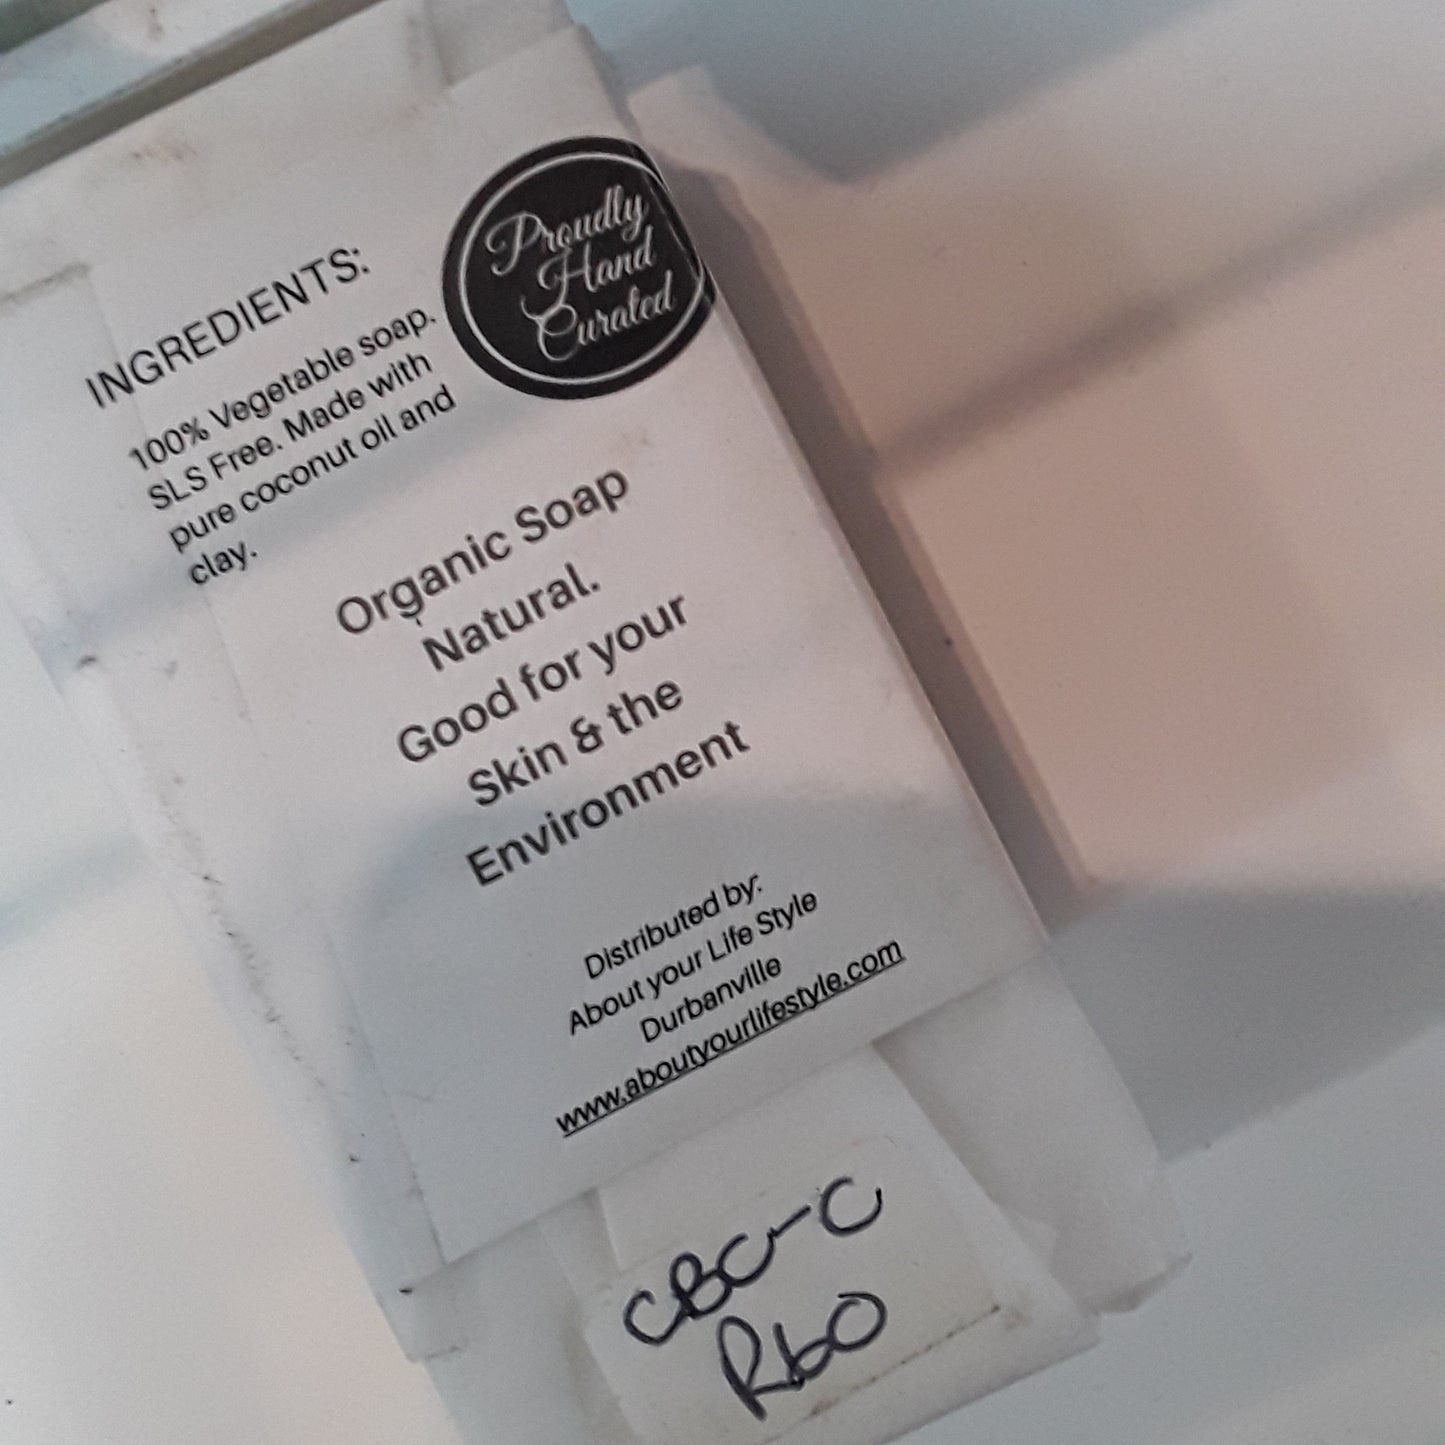 Proudly
Hand
Curated
INGREDIENTS:
100% Vegetable soap.
SLS Free. Made with
pure coconut oil and
clay.
Organic Soap
Natural.
Good for your
Skin & the
Environment
Distributed by:
About your Life Style
Durbanville
www.aboutyourlifestyle.com
CBC-C
R60